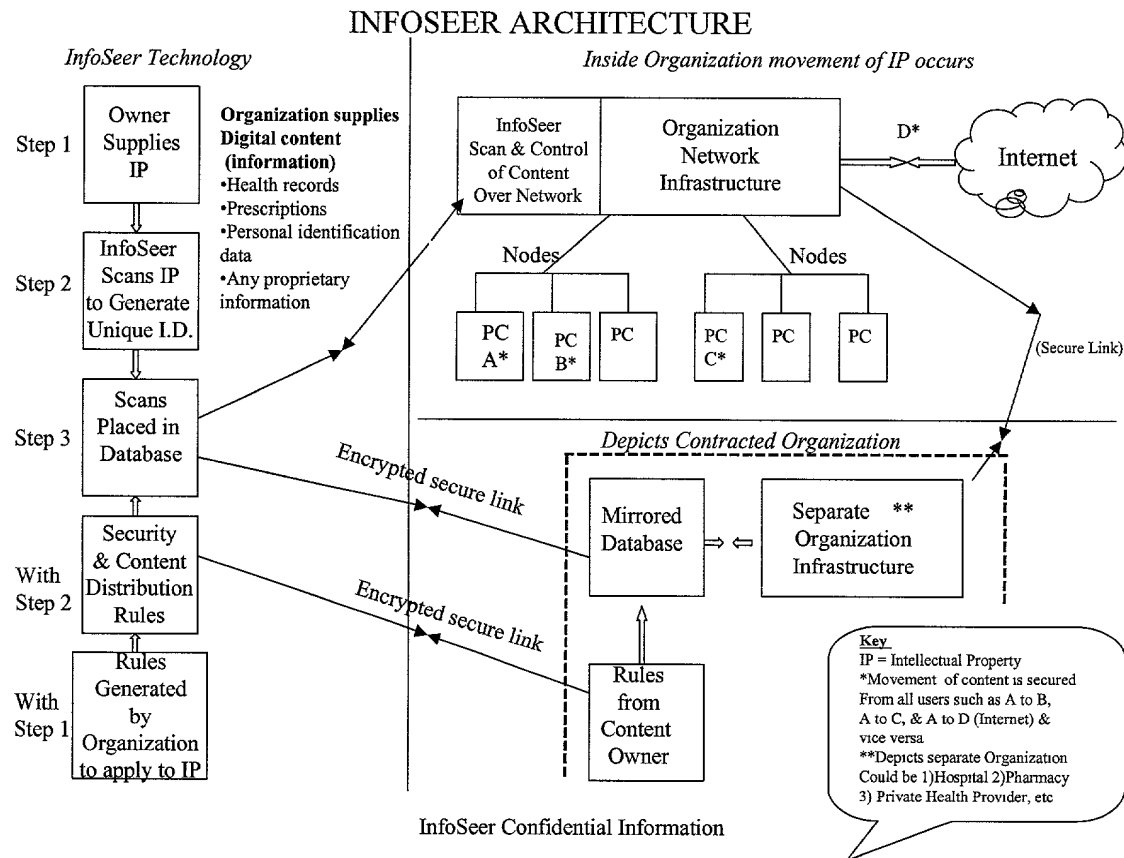 INFOSEER ARCHITECTURE
InfoSeer Technology
Inside Organization movement of IP occurs
Step 1
Owner
Supplies
IP
Organization supplies
Digital content
(information)
•Health records
•Prescriptions
•Personal identification
data
•Any proprietary
information
Step 2
InfoSeer
Scans IP
to Generate
Unique I.D.
Step 3
Scans
Placed in
Database
With
Step 2
Security
& Content
Distribution
Rules
With
Step 1
Rules
Generated
by
Organization
to apply to IP
InfoSeer
Scan & Control
of Content
Over Network
Organization
Network
Infrastructure
D*
Internet
Nodes
Nodes
PC
A*
PC
B*
PC
PC
C*
PC
PC
(Secure Link)
Depicts Contracted Organization
Encrypted secure link
Mirrored
Database
Separate **
Organization
Infrastructure
Encrypted secure link
Rules
from
Content
Owner
Key
IP = Intellectual Property
*Movement of content is secured
From all users such as A to B,
A to C, & A to D (Internet) &
vice versa
**Depicts separate Organization
Could be 1)Hospital 2)Pharmacy
3) Private Health Provider, etc
InfoSeer Confidential Information